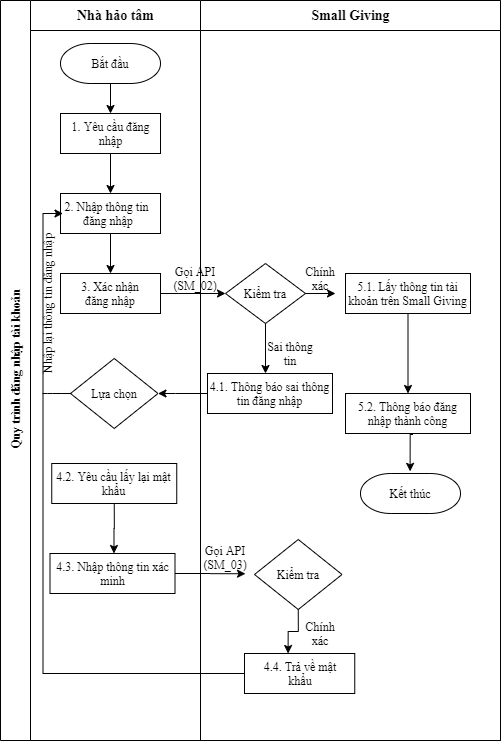 Nhà hảo tâm
Small Giving
Quy trình đăng nhập tài khoản
Bắt đầu
1. Yêu cầu đăng
nhập
2. Nhập thông tin
đăng nhập
3. Xác nhận
đăng nhập
Gọi API
(SM_02)
Kiểm tra
Chính
xác
5.1. Lấy thông tin tài
khoản trên Small Giving
Nhập lại thông tin đăng nhập
Sai thông
tin
Lựa chọn
4.1. Thông báo sai thông
tin đăng nhập
5.2. Thông báo đăng
nhập thành công
4.2. Yêu cầu lấy lại mật
khẩu
Kết thúc
4.3. Nhập thông tin xác
minh
Gọi API
(SM_03)
Kiểm tra
Chính
xác
4.4. Trả về mật
khẩu